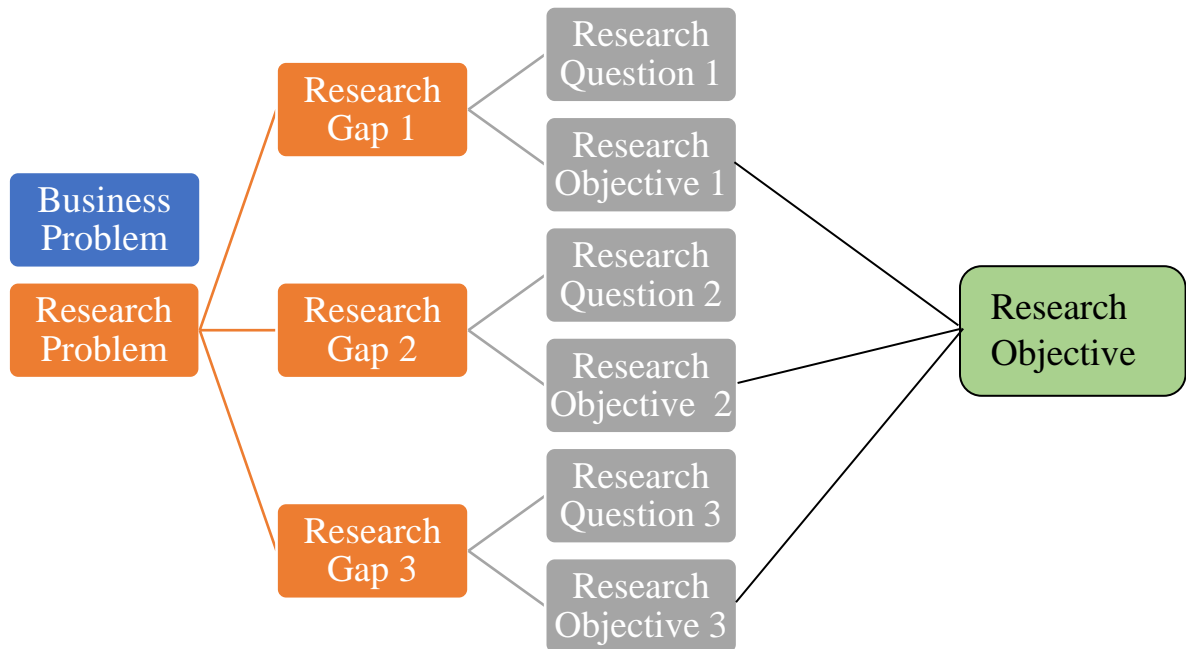 Business
Problem
Research
Problem
Research
Gap 1
Research
Gap 2
Research
Gap 3
Research
Question 1
Research
Objective 1
Research
Question 2
Research
Objective  2
Research
Question 3
Research
Objective 3
Research
Objective